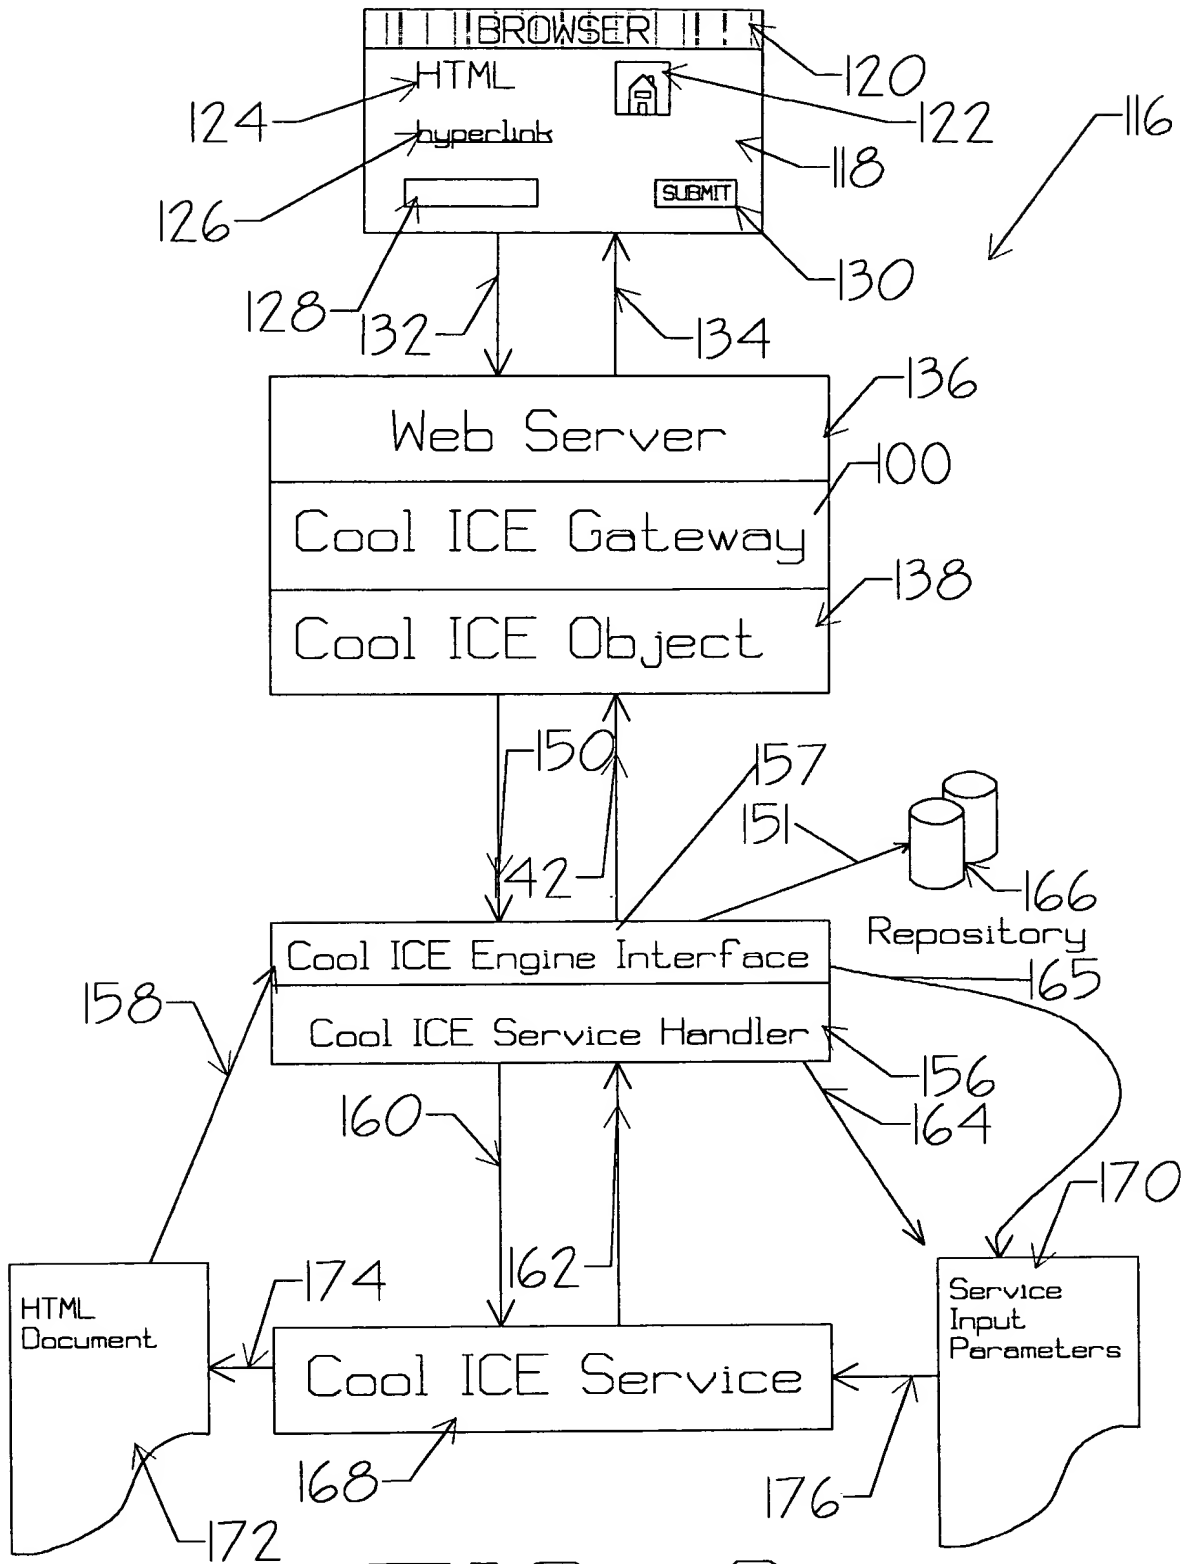 BROWSER
120
HTML
124
122
116
hyperlink
118
126
SUBMIT
128
130
132
134
136
Web Server
100
Cool ICE Gateway
138
Cool ICE Object
150
157
151
42
166
Repository
Cool ICE Engine Interface
165
158
Cool ICE Service Handler
156
160
164
170
162
174
HTML
Document
Service
Input
Parameters
Cool ICE Service
168
176
172